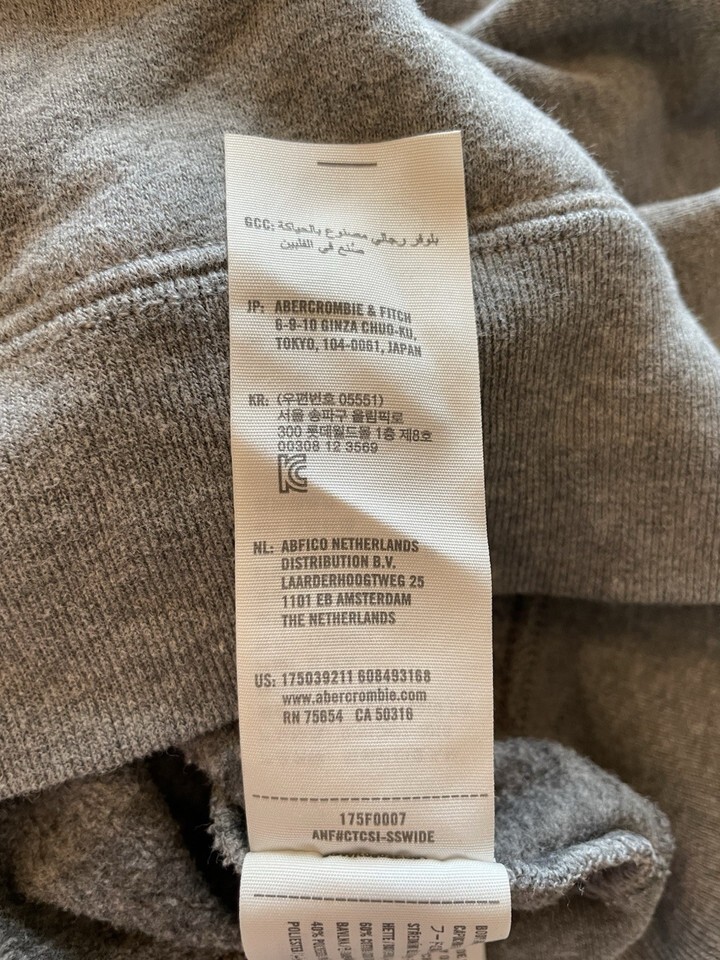 GCC: بلوفر رجالي مصنوع بالحياكة
صُنع في الفلبين
JP: ABERCROMBIE & FITCH
6-9-10 GINZA CHUO-KU,
TOKYO, 104-0061, JAPAN
KR: (우편번호 05551)
서울 송파구 올림픽로
300 롯데월드몰 1층 제8호
00308 12 3569
NL: ABFICO NETHERLANDS
DISTRIBUTION B.V.
LAARDERHOOGTWEG 25
1101 EB AMSTERDAM
THE NETHERLANDS
US: 175039211 608493168
www.abercrombie.com
RN 75654 CA 50316
175F0007
ANF#CTCSI-SSWIDE